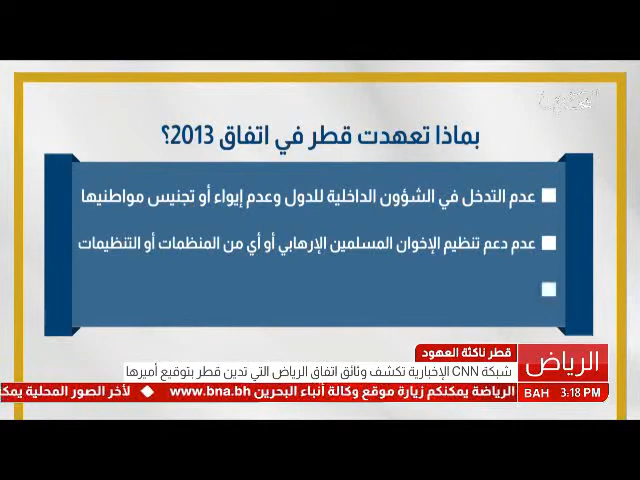 بماذا تعهدت قطر في اتفاق 2013؟
عدم التدخل في الشؤون الداخلية للدول وعدم إيواء أو تجنيس مواطنيها
عدم دعم تنظيم الإخوان المسلمين الإرهابي أو أي من المنظمات أو التنظيمات
قطر ناكثة العهود
شبكة CNN الإخبارية تكشف وثائق اتفاق الرياض التي تدين قطر بتوقيع أميرها
الرياض
BAH 3:18 PM
الرياضة يمكنكم زيارة موقع وكالة أنباء البحرين www.bna.bh ◆ لأخر الصور المحلية يمك